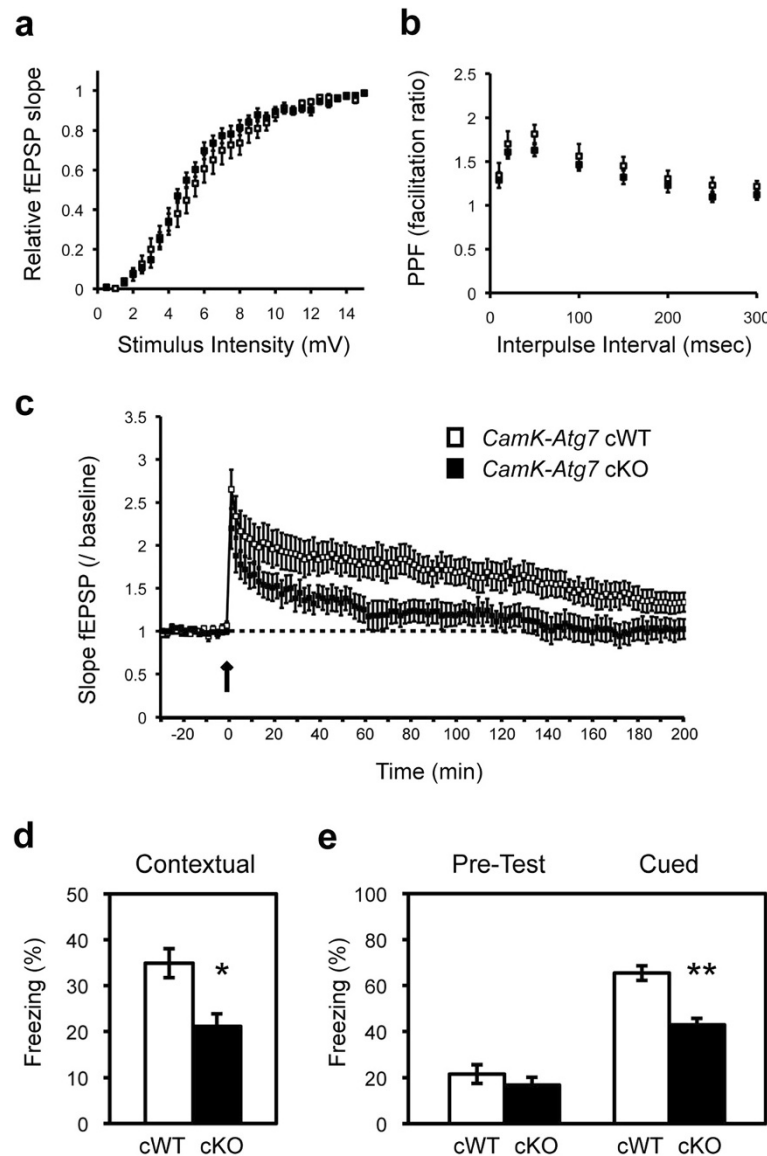 a
Relative fEPSP slope
1
0.8
0.6
0.4
0.2
0
0 2 4 6 8 10 12 14
Stimulus Intensity (mV)
b
PPF (facilitation ratio)
2.5
2
1.5
1
0.5
0
0 100 200 300
Interpulse Interval (msec)
c
Slope fEPSP (/ baseline)
3.5
3
2.5
2
1.5
1
0.5
0
-20 0 20 40 60 80 100 120 140 160 180 200
Time (min)
CamK-Atg7 cWT
CamK-Atg7 cKO
d
Contextual
Freezing (%)
50
40
30
20
10
0
*
cWT cKO
e
Pre-Test Cued
Freezing (%)
100
80
60
40
20
0
**
cWT cKO cWT cKO